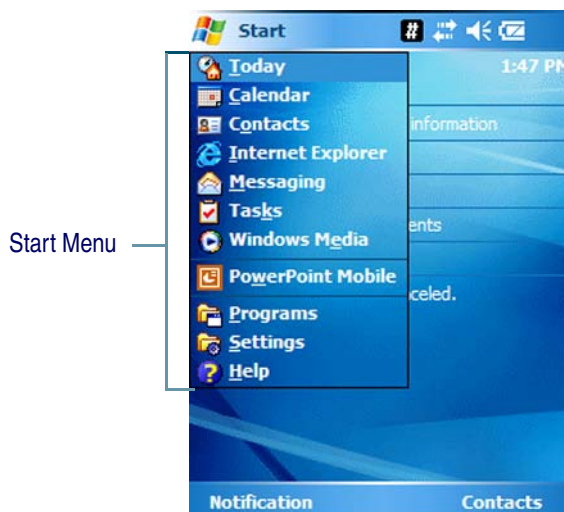 Start #
Today 1:47 PM
Calendar
Contacts information
Internet Explorer
Messaging
Tasks
ents
Windows Media
Start Menu
PowerPoint Mobile
celed.
Programs
Settings
Help
Notification Contacts